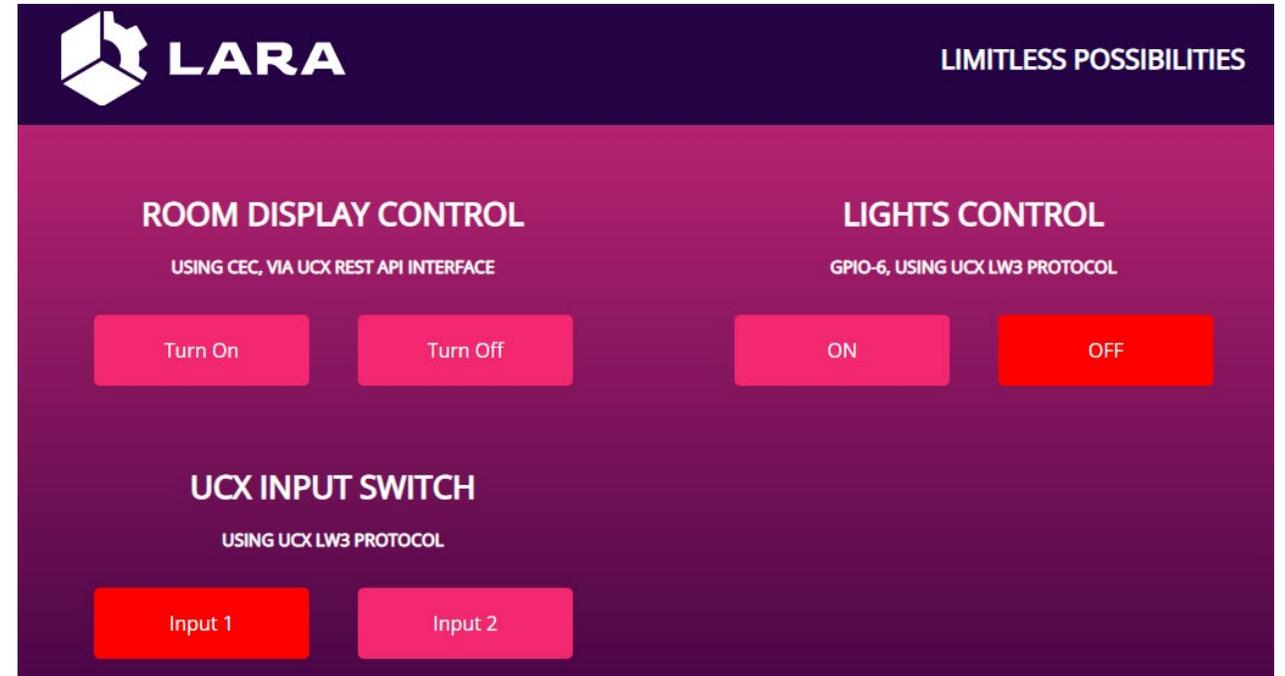 LARA
LIMITLESS POSSIBILITIES
ROOM DISPLAY CONTROL
USING CEC, VIA UCX REST API INTERFACE
Turn On
Turn Off
LIGHTS CONTROL
GPIO-6, USING UCX LW3 PROTOCOL
ON
OFF
UCX INPUT SWITCH
USING UCX LW3 PROTOCOL
Input 1
Input 2